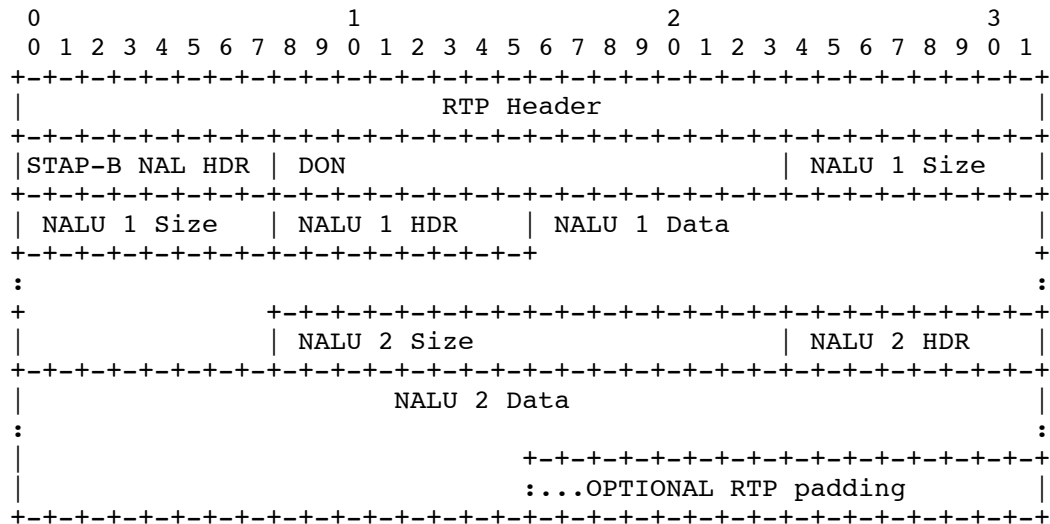 0                   1                   2                   3
 0 1 2 3 4 5 6 7 8 9 0 1 2 3 4 5 6 7 8 9 0 1 2 3 4 5 6 7 8 9 0 1
+-+-+-+-+-+-+-+-+-+-+-+-+-+-+-+-+-+-+-+-+-+-+-+-+-+-+-+-+-+-+-+-+
|                          RTP Header                           |
+-+-+-+-+-+-+-+-+-+-+-+-+-+-+-+-+-+-+-+-+-+-+-+-+-+-+-+-+-+-+-+-+
|STAP-B NAL HDR | DON                           | NALU 1 Size   |
+-+-+-+-+-+-+-+-+-+-+-+-+-+-+-+-+-+-+-+-+-+-+-+-+-+-+-+-+-+-+-+-+
| NALU 1 Size   | NALU 1 HDR    | NALU 1 Data                   |
+-+-+-+-+-+-+-+-+-+-+-+-+-+-+-+-+                               +
:                                                               :
+               +-+-+-+-+-+-+-+-+-+-+-+-+-+-+-+-+-+-+-+-+-+-+-+-+
|               | NALU 2 Size                   | NALU 2 HDR    |
+-+-+-+-+-+-+-+-+-+-+-+-+-+-+-+-+-+-+-+-+-+-+-+-+-+-+-+-+-+-+-+-+
|                       NALU 2 Data                             |
:                                                               :
|                               +-+-+-+-+-+-+-+-+-+-+-+-+-+-+-+-+
|                               :...OPTIONAL RTP padding        |
+-+-+-+-+-+-+-+-+-+-+-+-+-+-+-+-+-+-+-+-+-+-+-+-+-+-+-+-+-+-+-+-+